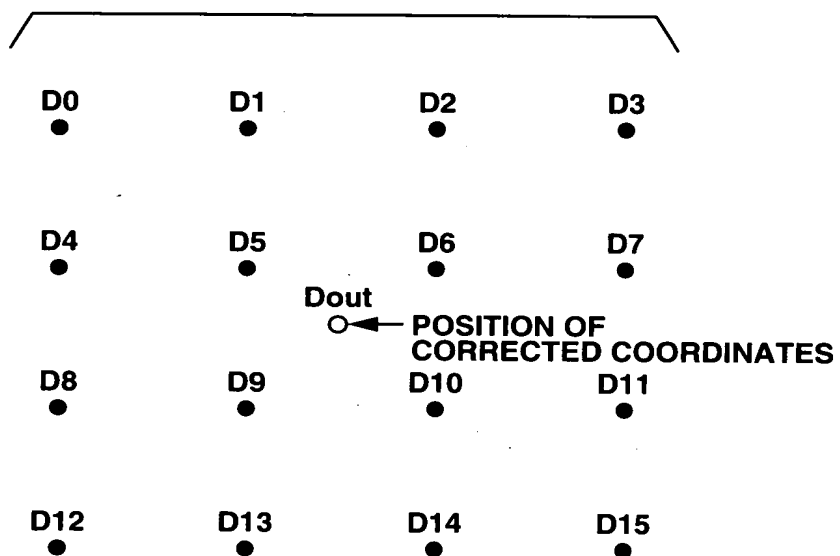 D0 D1 D2 D3
D4 D5 D6 D7
Dout
POSITION OF
CORRECTED COORDINATES
D8 D9 D10 D11
D12 D13 D14 D15